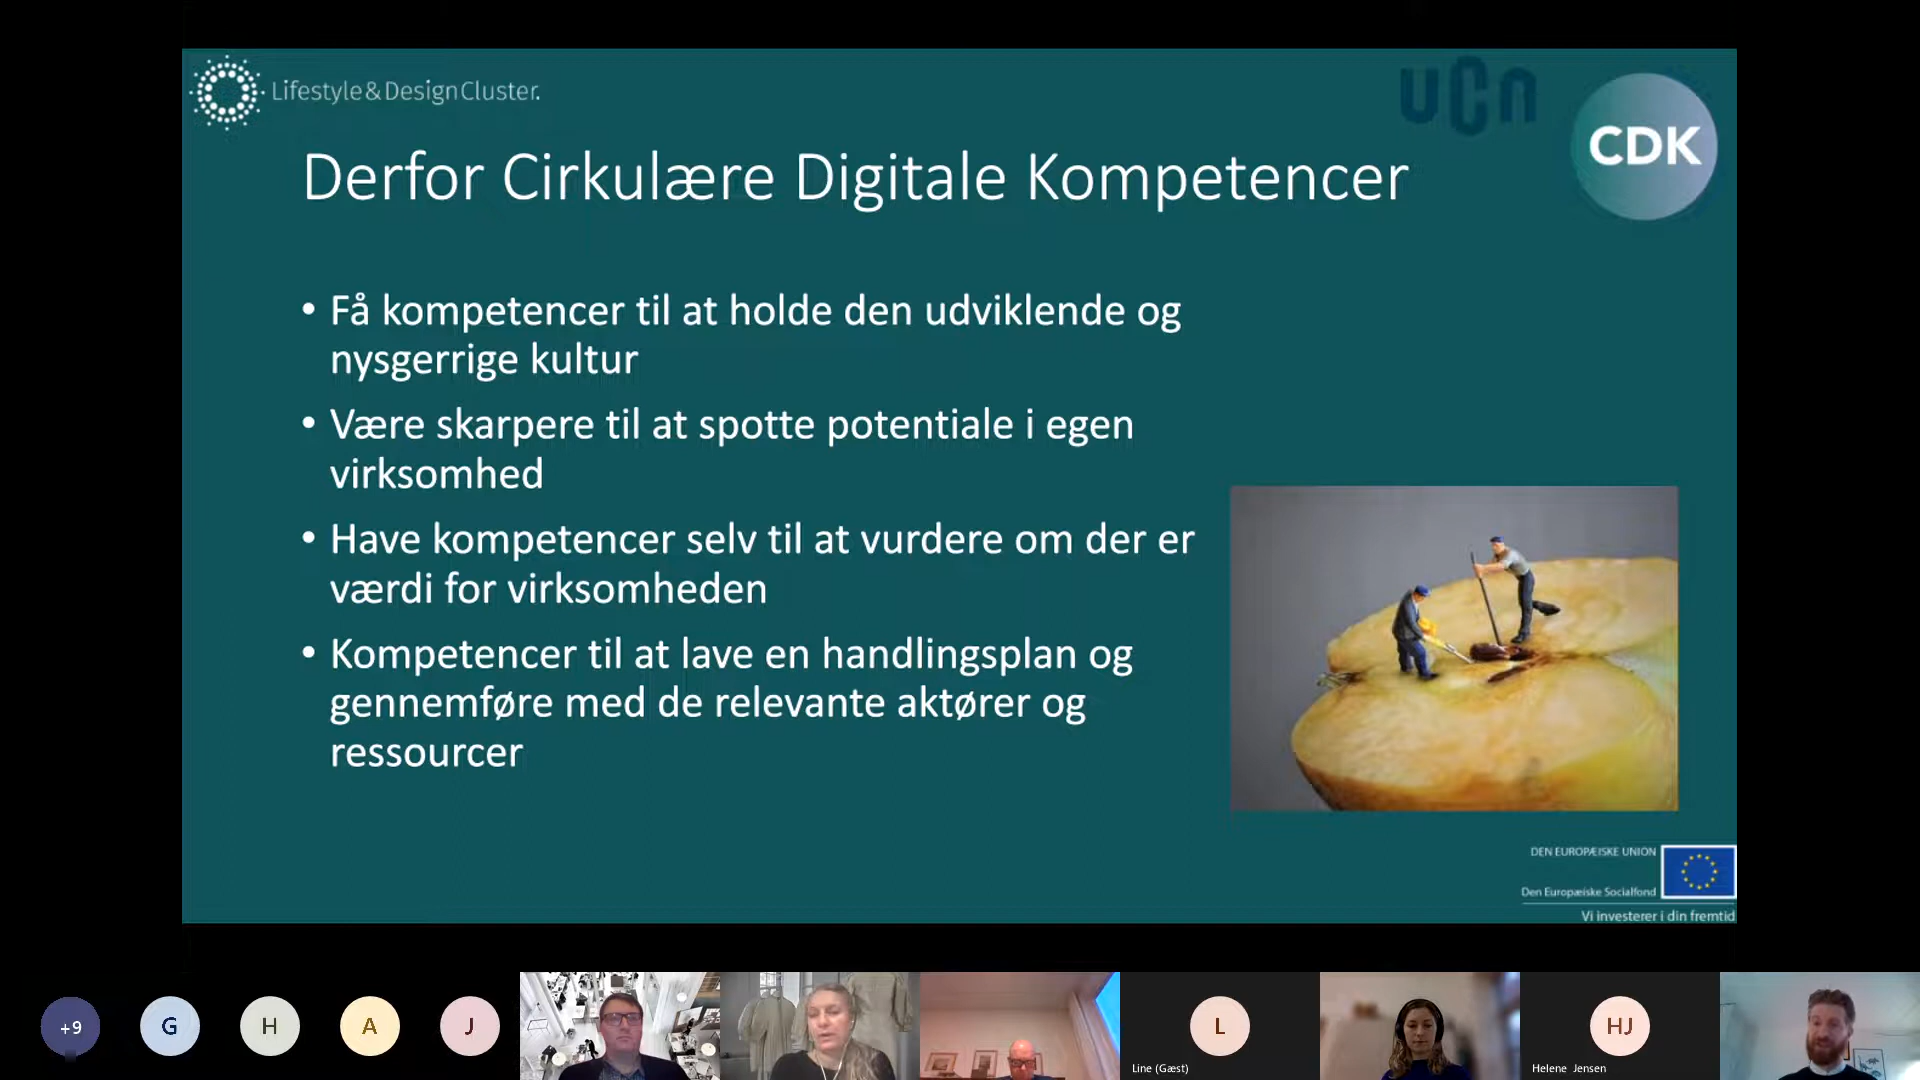 Lifestyle & DesignCluster.
ucn
CDK
Derfor Cirkulære Digitale Kompetencer
• Få kompetencer til at holde den udviklende og
nysgerrige kultur
• Være skarpere til at spotte potentiale i egen
virksomhed
• Have kompetencer selv til at vurdere om der er
værdi for virksomheden
• Kompetencer til at lave en handlingsplan og
gennemføre med de relevante aktører og
ressourcer
DEN EUROPÆISKE UNION
Den Europæiske Socialfond
Vi investerer i din fremtid
+9
G
H
A
J
L
Line (Gæst)
HJ
Helene Jensen